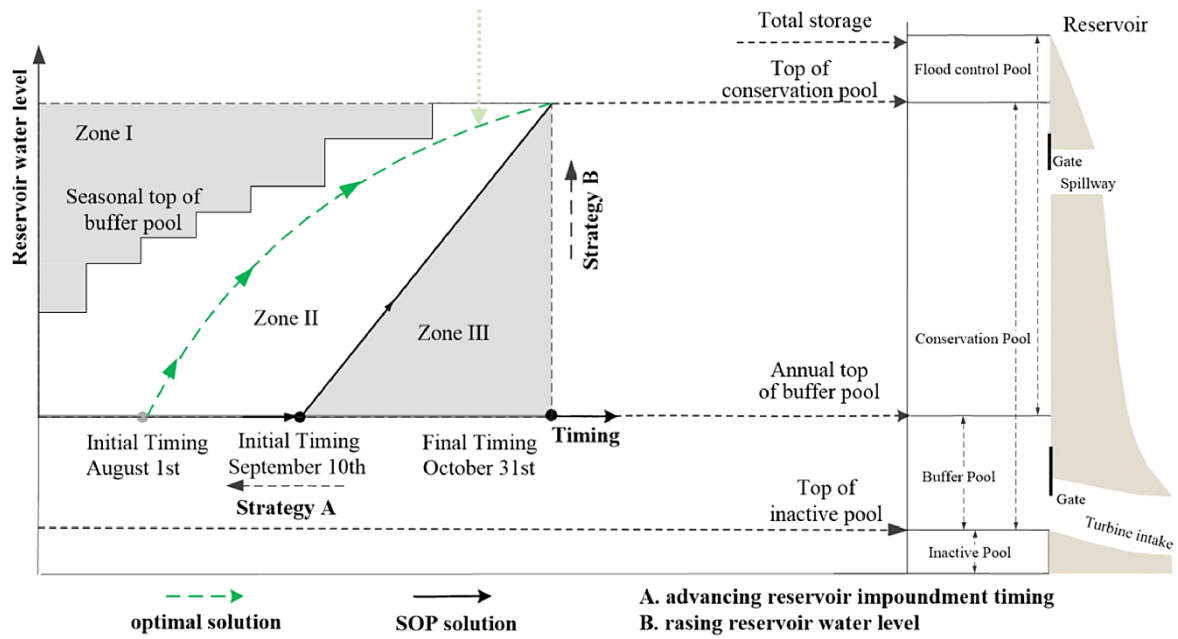 Reservoir water level
Zone I
Seasonal top of
buffer pool
Zone II
Zone III
Strategy B
Initial Timing
August 1st
Initial Timing
September 10th
Final Timing
October 31st
Timing
Strategy A
Total storage
Top of
conservation pool
Annual top
of buffer pool
Top of
inactive pool
Reservoir
Flood control Pool
Gate
Spillway
Conservation Pool
Buffer Pool
Gate
Turbine intake
Inactive Pool
optimal solution
SOP solution
A. advancing reservoir impoundment timing
B. rasing reservoir water level